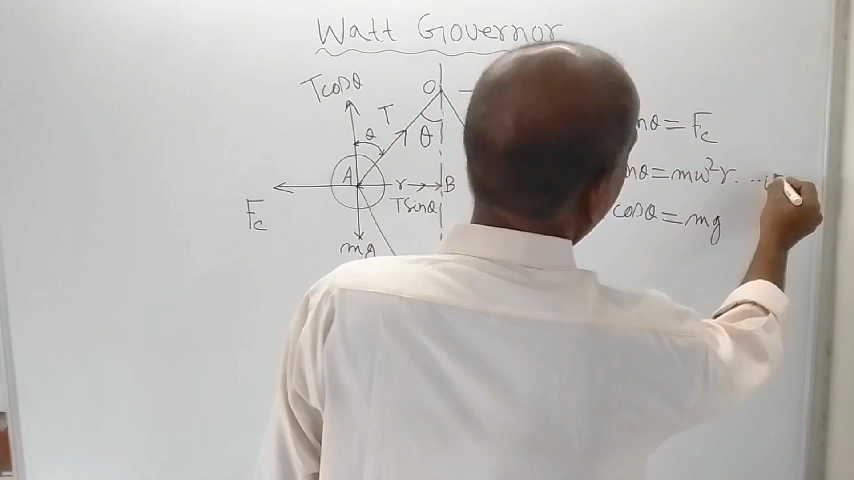 Watt Governor
Tcosθ
O
T
θ
θ
A
r
B
Tsinθ
Fc
mg
nθ = Fc
nθ = mω²r. ...i
cosθ = mg